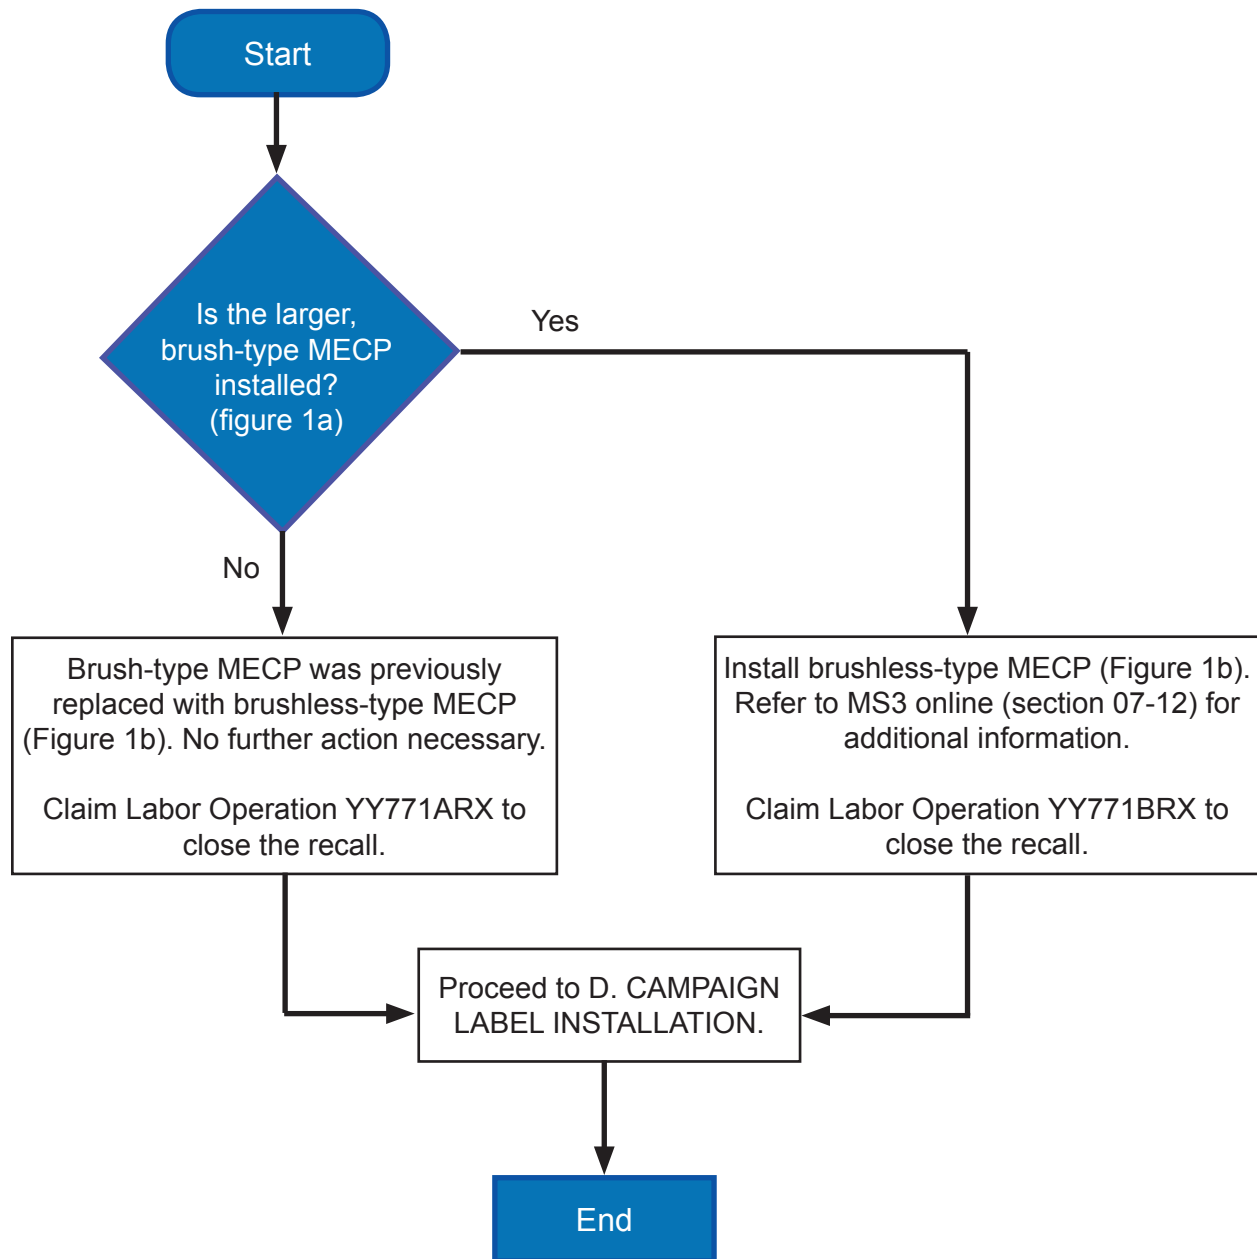 Start
Is the larger,
brush-type MECP
installed?
(figure 1a)
Yes
No
Brush-type MECP was previously
replaced with brushless-type MECP
(Figure 1b). No further action necessary.
Claim Labor Operation YY771ARX to
close the recall.
Install brushless-type MECP (Figure 1b).
Refer to MS3 online (section 07-12) for
additional information.
Claim Labor Operation YY771BRX to
close the recall.
Proceed to D. CAMPAIGN
LABEL INSTALLATION.
End